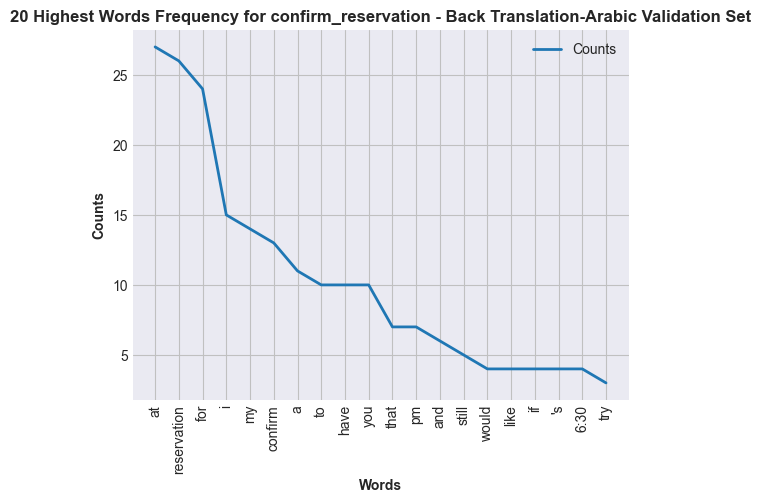 20 Highest Words Frequency for confirm_reservation - Back Translation-Arabic Validation Set
Counts
25
20
15
10
5
Counts
at
reservation
for
i
my
confirm
a
to
have
you
that
pm
and
still
would
like
if
's
6:30
try
Words